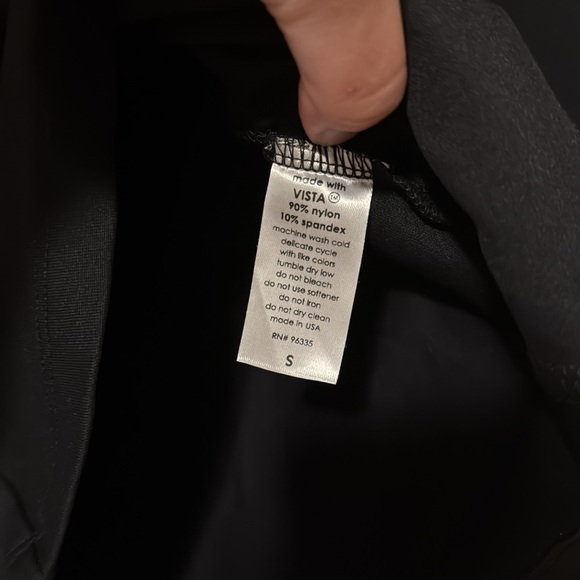 made with
VISTA™
90% nylon
10% spandex
machine wash cold
delicate cycle
with like colors
tumble dry low
do not bleach
do not use softener
do not iron
do not dry clean
made in USA
RN# 96335
S